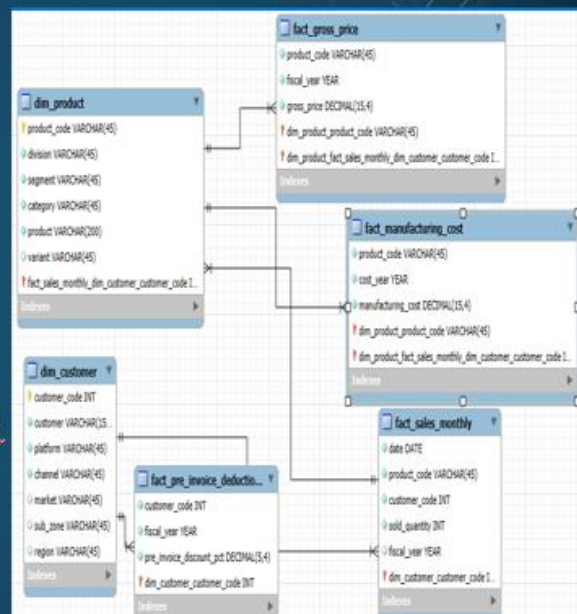 fact_gross_price
product_code VARCHAR(45)
fiscal_year YEAR
gross_price DECIMAL(15,4)
dim_product_product_code VARCHAR(45)
dim_product_fact_sales_monthly_dim_customer_customer_code I...
Indexes
dim_product
product_code VARCHAR(45)
division VARCHAR(45)
segment VARCHAR(45)
category VARCHAR(45)
product VARCHAR(200)
variant VARCHAR(45)
fact_sales_monthly_dim_customer_customer_code I...
Indexes
fact_manufacturing_cost
product_code VARCHAR(45)
cost_year YEAR
manufacturing_cost DECIMAL(15,4)
dim_product_product_code VARCHAR(45)
dim_product_fact_sales_monthly_dim_customer_customer_code I...
Indexes
dim_customer
customer_code INT
customer VARCHAR(15...
platform VARCHAR(45)
channel VARCHAR(45)
market VARCHAR(45)
sub_zone VARCHAR(45)
region VARCHAR(45)
Indexes
fact_pre_invoice_deductio...
customer_code INT
fiscal_year YEAR
pre_invoice_discount_pct DECIMAL(5,4)
dim_customer_customer_code INT
Indexes
fact_sales_monthly
date DATE
product_code VARCHAR(45)
customer_code INT
sold_quantity INT
fiscal_year YEAR
dim_customer_customer_code I...
Indexes